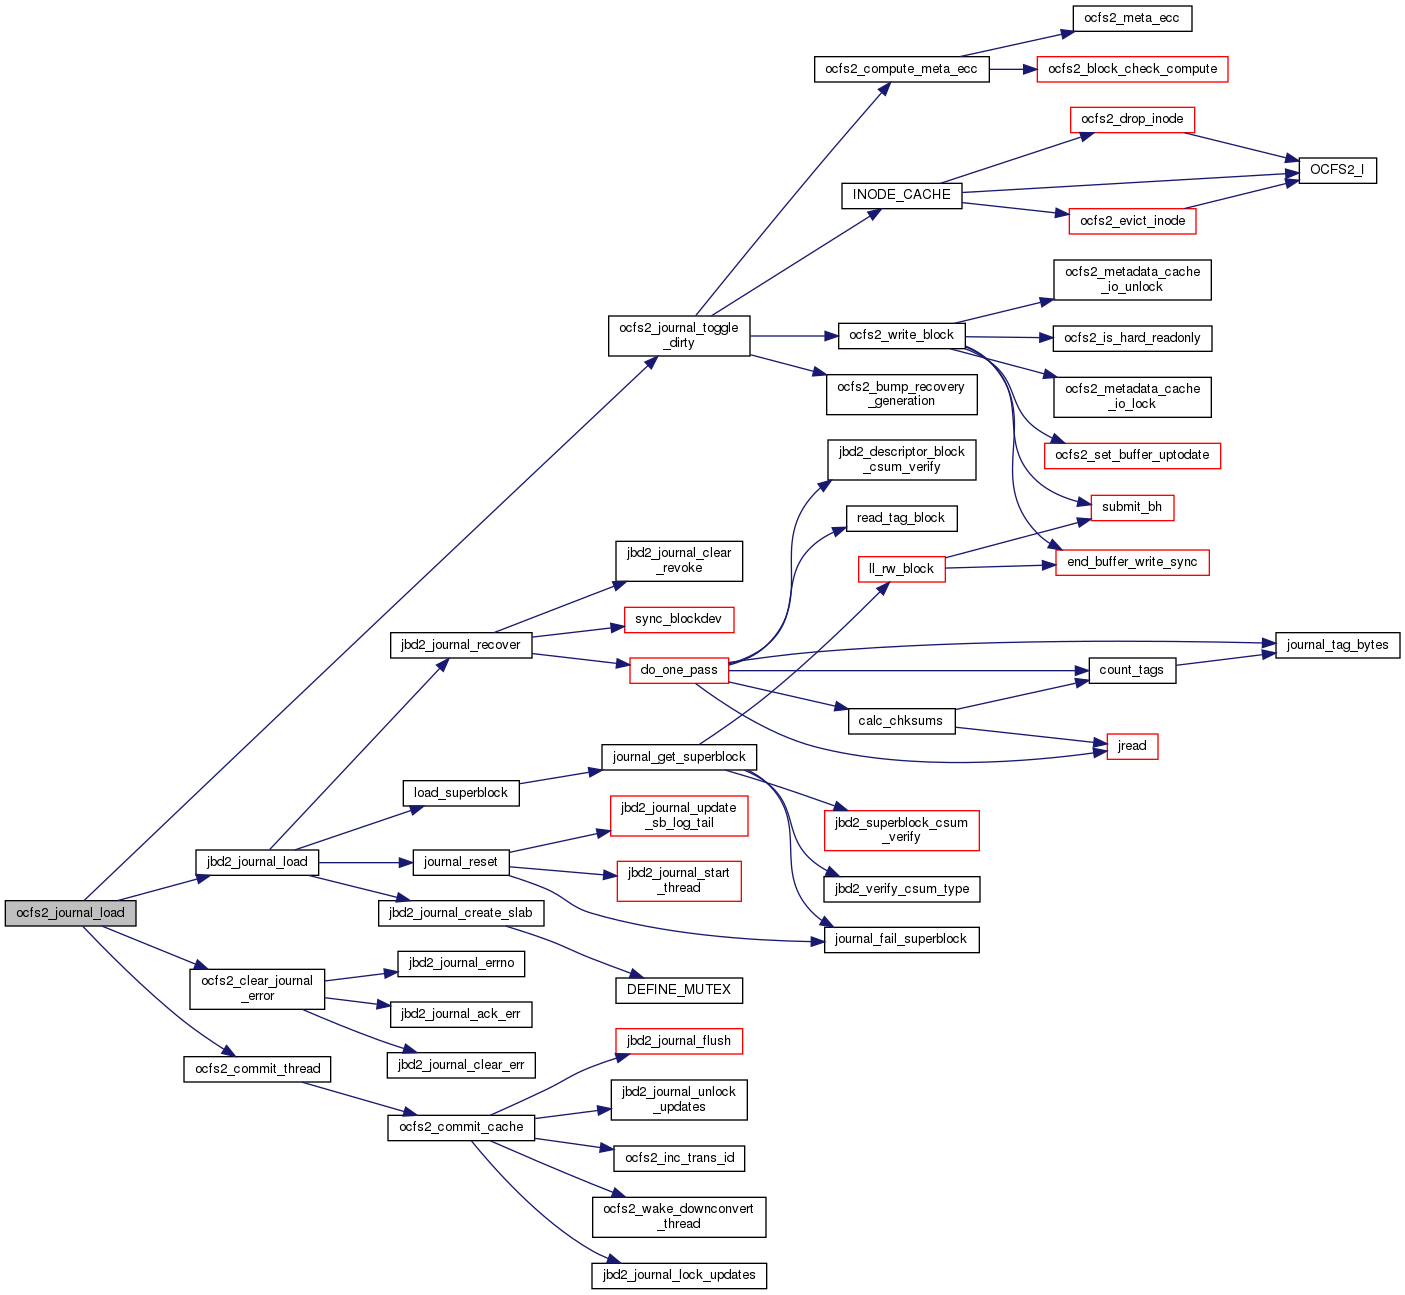 ocfs2_meta_ecc
ocfs2_compute_meta_ecc
ocfs2_block_check_compute
ocfs2_drop_inode
OCFS2_I
INODE_CACHE
ocfs2_evict_inode
ocfs2_metadata_cache
_io_unlock
ocfs2_journal_toggle
_dirty
ocfs2_write_block
ocfs2_is_hard_readonly
ocfs2_bump_recovery
_generation
ocfs2_metadata_cache
_io_lock
jbd2_descriptor_block
_csum_verify
ocfs2_set_buffer_uptodate
read_tag_block
submit_bh
jbd2_journal_clear
_revoke
ll_rw_block
end_buffer_write_sync
sync_blockdev
jbd2_journal_recover
journal_tag_bytes
do_one_pass
count_tags
calc_chksums
jread
journal_get_superblock
load_superblock
jbd2_journal_update
_sb_log_tail
jbd2_superblock_csum
_verify
jbd2_journal_load
journal_reset
jbd2_journal_start
_thread
jbd2_verify_csum_type
ocfs2_journal_load
jbd2_journal_create_slab
journal_fail_superblock
jbd2_journal_errno
ocfs2_clear_journal
_error
DEFINE_MUTEX
jbd2_journal_ack_err
jbd2_journal_flush
jbd2_journal_clear_err
ocfs2_commit_thread
jbd2_journal_unlock
_updates
ocfs2_commit_cache
ocfs2_inc_trans_id
ocfs2_wake_downconvert
_thread
jbd2_journal_lock_updates